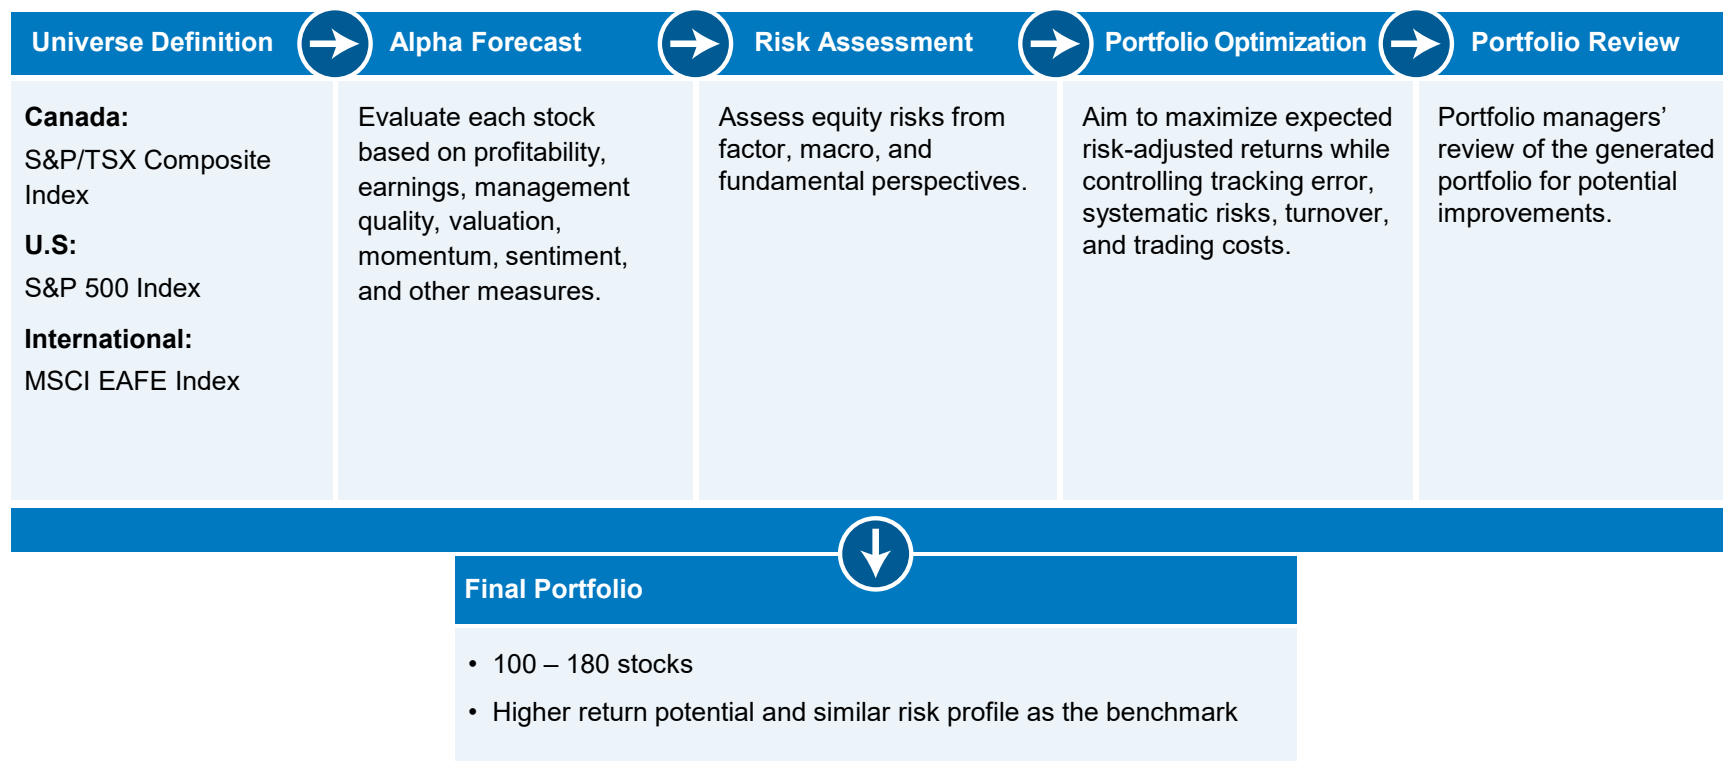 Universe Definition
Alpha Forecast
Risk Assessment
Portfolio Optimization
Portfolio Review
Canada:
S&P/TSX Composite
Index
U.S:
S&P 500 Index
International:
MSCI EAFE Index
Evaluate each stock
based on profitability,
earnings, management
quality, valuation,
momentum, sentiment,
and other measures.
Assess equity risks from
factor, macro, and
fundamental perspectives.
Aim to maximize expected
risk-adjusted returns while
controlling tracking error,
systematic risks, turnover,
and trading costs.
Portfolio managers’
review of the generated
portfolio for potential
improvements.
Final Portfolio
• 100 – 180 stocks
• Higher return potential and similar risk profile as the benchmark